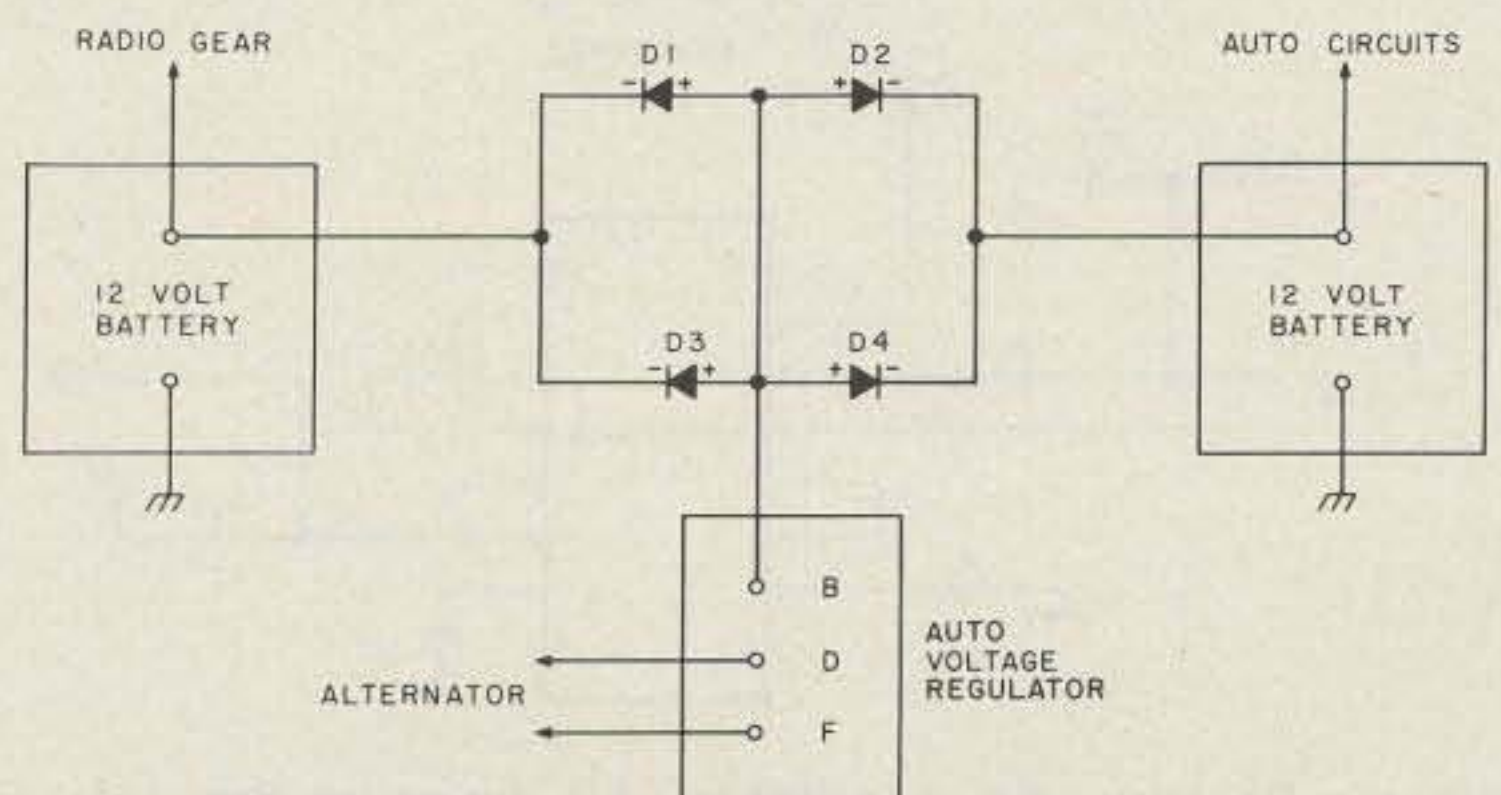 RADIO GEAR
D1
D2
AUTO CIRCUITS
- +
+ -
12 VOLT
BATTERY
D3
D4
- +
+ -
12 VOLT
BATTERY
B
D
F
ALTERNATOR
AUTO
VOLTAGE
REGULATOR